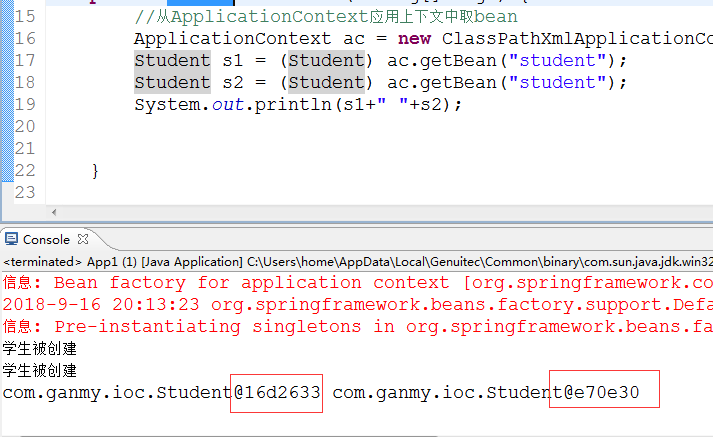 15 //从ApplicationContext应用上下文中取bean
16 ApplicationContext ac = new ClassPathXmlApplicationCo
17 Student s1 = (Student) ac.getBean("student");
18 Student s2 = (Student) ac.getBean("student");
19 System.out.println(s1+" "+s2);
20
21
22 }
23
Console
<terminated> App1 (1) [Java Application] C:\Users\home\AppData\Local\Genuitec\Common\binary\com.sun.java.jdk.win32
信息: Bean factory for application context [org.springframework.co
2018-9-16 20:13:23 org.springframework.beans.factory.support.Defa
信息: Pre-instantiating singletons in org.springframework.beans.fa
学生被创建
学生被创建
com.ganmy.ioc.Student@16d2633 com.ganmy.ioc.Student@e70e30